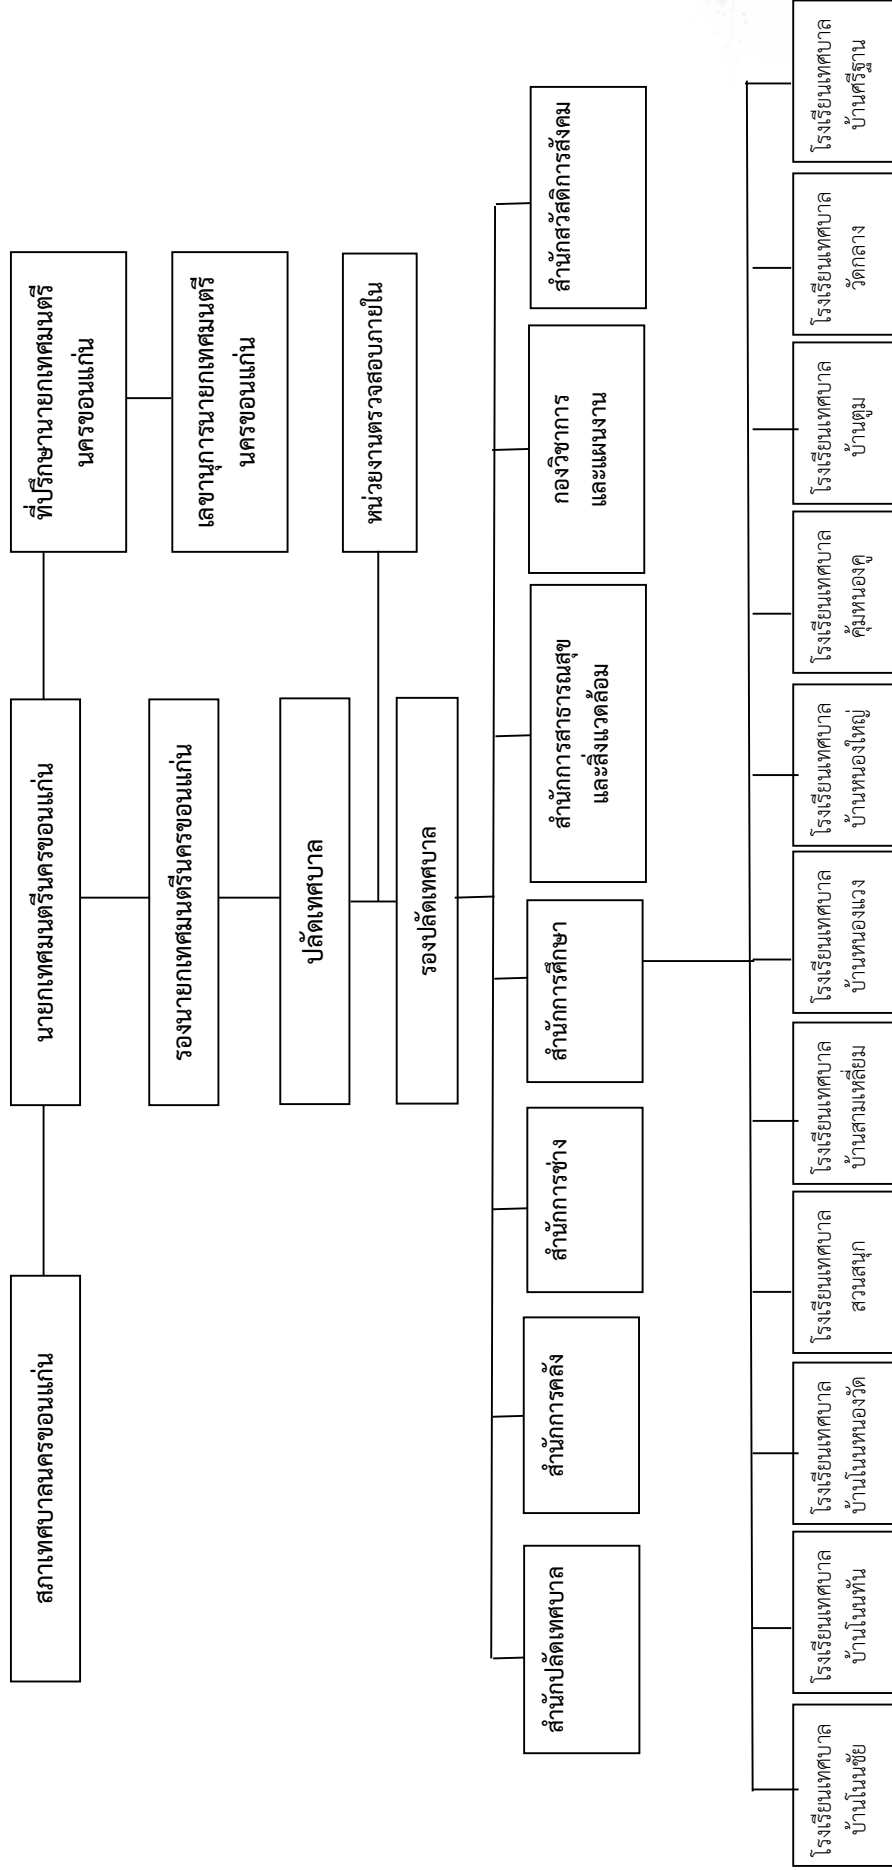 สภาเทศบาลนครขอนแก่น
นายกเทศมนตรีนครขอนแก่น
ที่ปรึกษานายกเทศมนตรี
นครขอนแก่น
รองนายกเทศมนตรีนครขอนแก่น
เลขานุการนายกเทศมนตรี
นครขอนแก่น
ปลัดเทศบาล
หน่วยงานตรวจสอบภายใน
รองปลัดเทศบาล
สำนักปลัดเทศบาล
สำนักการคลัง
สำนักการช่าง
สำนักการศึกษา
สำนักการสาธารณสุข
และสิ่งแวดล้อม
กองวิชาการ
และแผนงาน
สำนักสวัสดิการสังคม
โรงเรียนเทศบาล
บ้านโนนชัย
โรงเรียนเทศบาล
บ้านโนนทัน
โรงเรียนเทศบาล
บ้านโนนหนองวัด
โรงเรียนเทศบาล
สวนสนุก
โรงเรียนเทศบาล
บ้านสามเหลี่ยม
โรงเรียนเทศบาล
บ้านหนองแวง
โรงเรียนเทศบาล
บ้านหนองใหญ่
โรงเรียนเทศบาล
คุ้มหนองคู
โรงเรียนเทศบาล
บ้านตูม
โรงเรียนเทศบาล
วัดกลาง
โรงเรียนเทศบาล
บ้านศรีฐาน